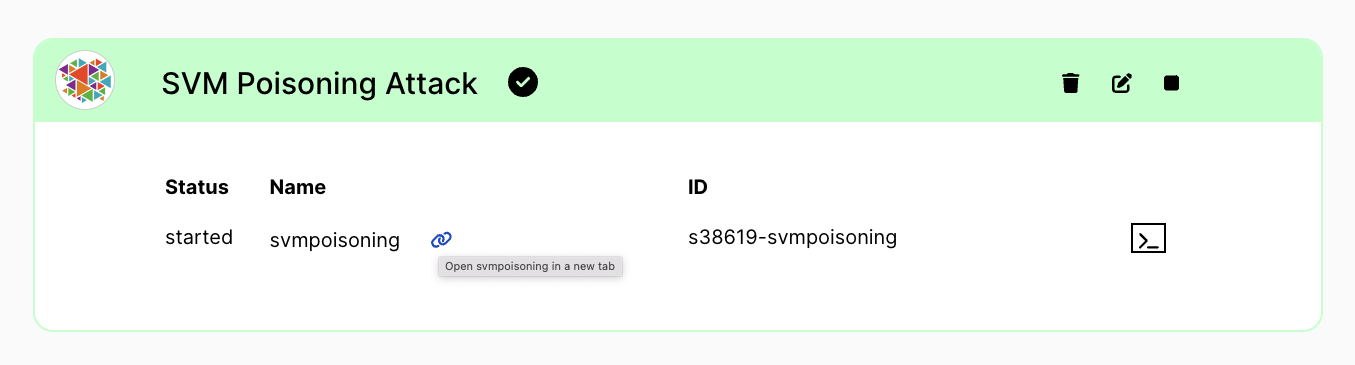 SVM Poisoning Attack
Status Name ID
started svmpoisoning s38619-svmpoisoning
Open svmpoisoning in a new tab